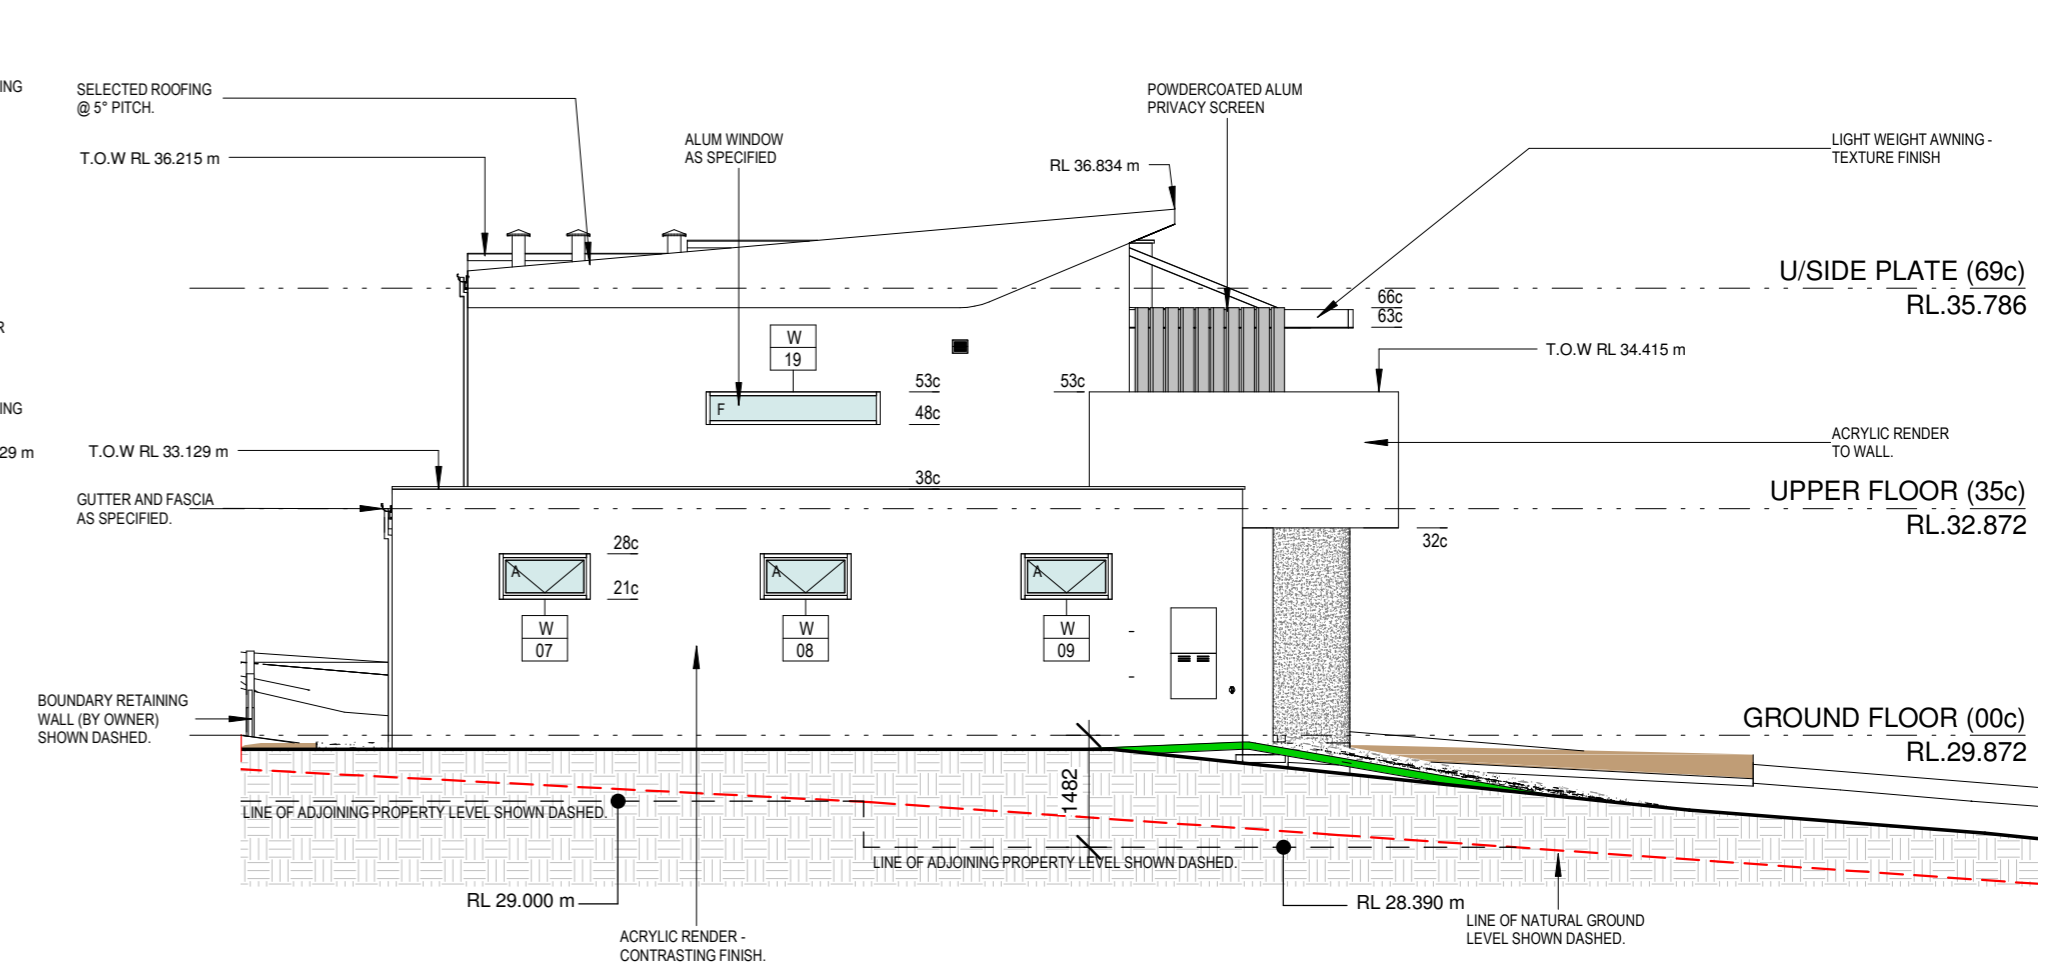 ING
SELECTED ROOFING
@ 5° PITCH.
POWDERCOATED ALUM
PRIVACY SCREEN
ALUM WINDOW
AS SPECIFIED
LIGHT WEIGHT AWNING -
TEXTURE FINISH
T.O.W RL 36.215 m
RL 36.834 m
U/SIDE PLATE (69c)
RL.35.786
66c
63c
R
W
19
T.O.W RL 34.415 m
53c
53c
F
48c
ING
29 m
T.O.W RL 33.129 m
ACRYLIC RENDER
TO WALL.
38c
GUTTER AND FASCIA
AS SPECIFIED.
UPPER FLOOR (35c)
RL.32.872
28c
32c
A
A
A
21c
W
07
W
08
W
09
BOUNDARY RETAINING
WALL (BY OWNER)
SHOWN DASHED.
GROUND FLOOR (00c)
RL.29.872
1482
LINE OF ADJOINING PROPERTY LEVEL SHOWN DASHED.
LINE OF ADJOINING PROPERTY LEVEL SHOWN DASHED.
RL 29.000 m
RL 28.390 m
LINE OF NATURAL GROUND
LEVEL SHOWN DASHED.
ACRYLIC RENDER -
CONTRASTING FINISH.